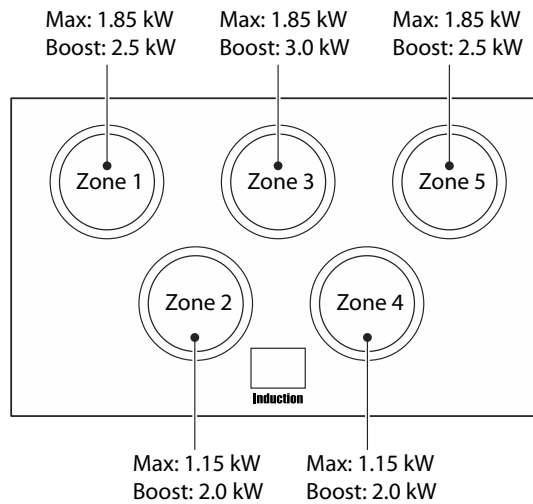 Max: 1.85 kW
Boost: 2.5 kW
Max: 1.85 kW
Boost: 3.0 kW
Max: 1.85 kW
Boost: 2.5 kW
Zone 1
Zone 3
Zone 5
Zone 2
Zone 4
Induction
Max: 1.15 kW
Boost: 2.0 kW
Max: 1.15 kW
Boost: 2.0 kW